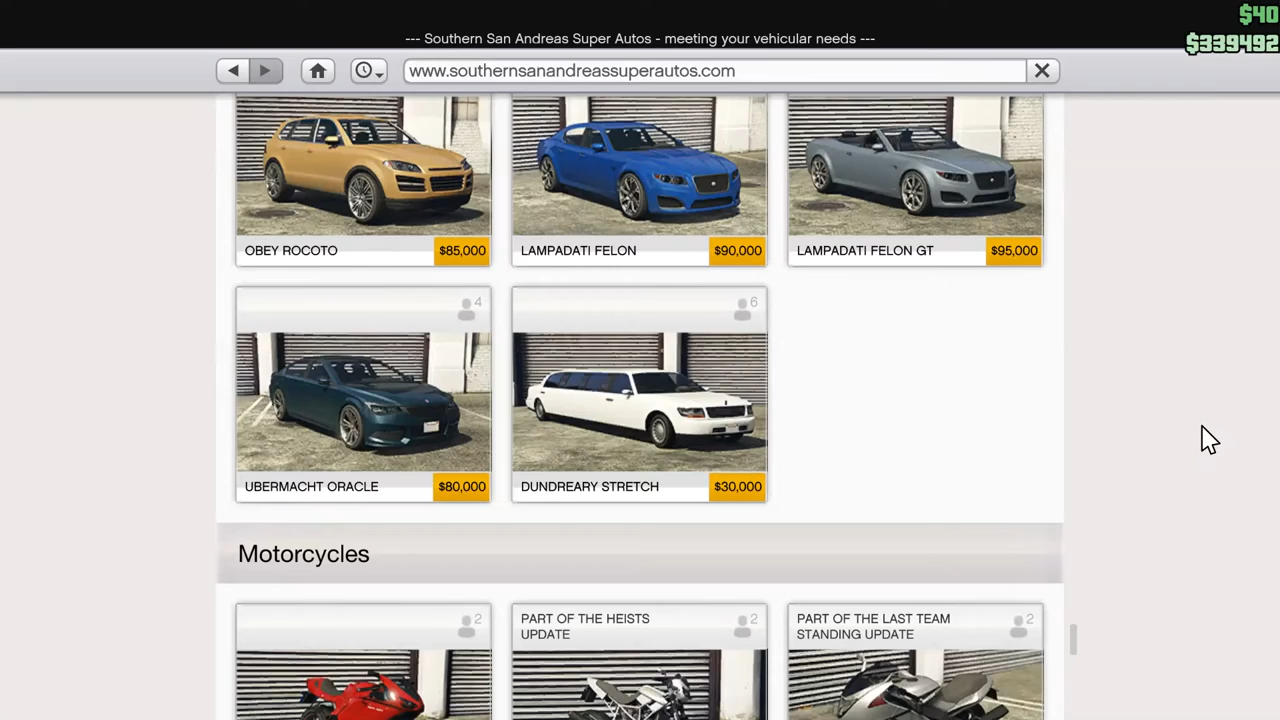 $40
--- Southern San Andreas Super Autos - meeting your vehicular needs ---
$339492
www.southernsanandreassuperautos.com
OBEY ROCOTO $85,000
LAMPADATI FELON $90,000
LAMPADATI FELON GT $95,000
4
6
UBERMACHT ORACLE $80,000
DUNDREARY STRETCH $30,000
Motorcycles
2
PART OF THE HEISTS
UPDATE
2
PART OF THE LAST TEAM
STANDING UPDATE
2